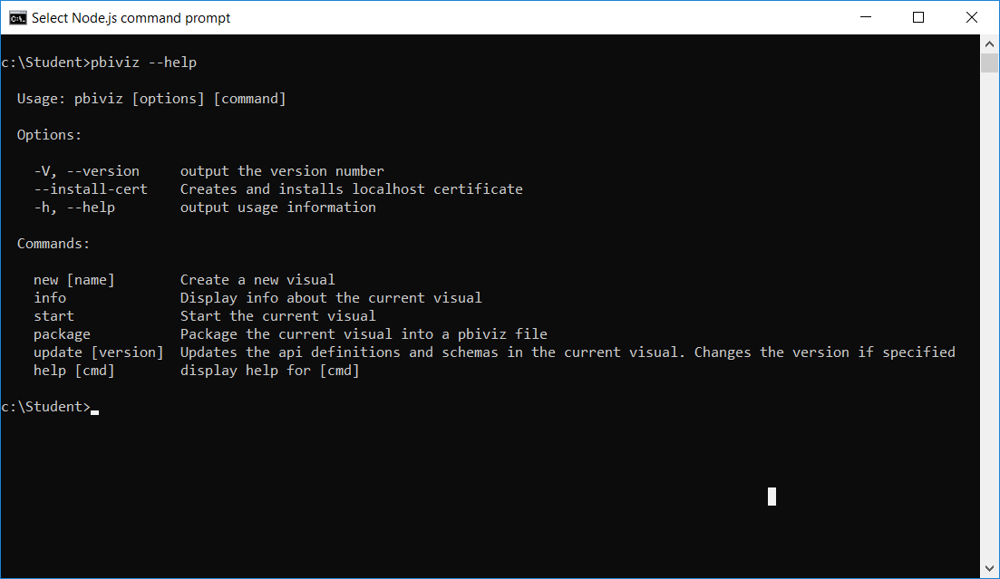 Select Node.js command prompt
c:\Student>pbiviz --help
Usage: pbiviz [options] [command]
Options:
-V, --version output the version number
--install-cert Creates and installs localhost certificate
-h, --help output usage information
Commands:
new [name] Create a new visual
info Display info about the current visual
start Start the current visual
package Package the current visual into a pbiviz file
update [version] Updates the api definitions and schemas in the current visual. Changes the version if specified
help [cmd] display help for [cmd]
c:\Student>